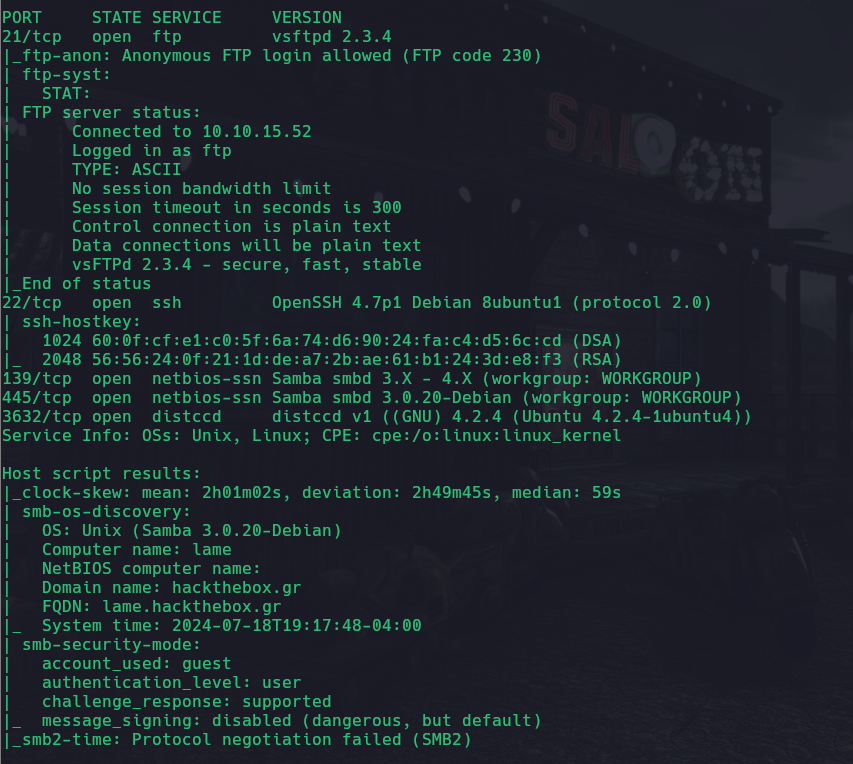 PORT     STATE SERVICE      VERSION
21/tcp   open  ftp          vsftpd 2.3.4
|_ftp-anon: Anonymous FTP login allowed (FTP code 230)
| ftp-syst:
|   STAT:
| FTP server status:
|      Connected to 10.10.15.52
|      Logged in as ftp
|      TYPE: ASCII
|      No session bandwidth limit
|      Session timeout in seconds is 300
|      Control connection is plain text
|      Data connections will be plain text
|      vsFTPd 2.3.4 - secure, fast, stable
|_End of status
22/tcp   open  ssh          OpenSSH 4.7p1 Debian 8ubuntu1 (protocol 2.0)
| ssh-hostkey:
|   1024 60:0f:cf:e1:c0:5f:6a:74:d6:90:24:fa:c4:d5:6c:cd (DSA)
|_  2048 56:56:24:0f:21:1d:de:a7:2b:ae:61:b1:24:3d:e8:f3 (RSA)
139/tcp  open  netbios-ssn Samba smbd 3.X - 4.X (workgroup: WORKGROUP)
445/tcp  open  netbios-ssn Samba smbd 3.0.20-Debian (workgroup: WORKGROUP)
3632/tcp open  distccd     distccd v1 ((GNU) 4.2.4 (Ubuntu 4.2.4-1ubuntu4))
Service Info: OSs: Unix, Linux; CPE: cpe:/o:linux:linux_kernel

Host script results:
|_clock-skew: mean: 2h01m02s, deviation: 2h49m45s, median: 59s
| smb-os-discovery:
|   OS: Unix (Samba 3.0.20-Debian)
|   Computer name: lame
|   NetBIOS computer name:
|   Domain name: hackthebox.gr
|   FQDN: lame.hackthebox.gr
|_  System time: 2024-07-18T19:17:48-04:00
| smb-security-mode:
|   account_used: guest
|   authentication_level: user
|   challenge_response: supported
|_  message_signing: disabled (dangerous, but default)
|_smb2-time: Protocol negotiation failed (SMB2)
SALOON